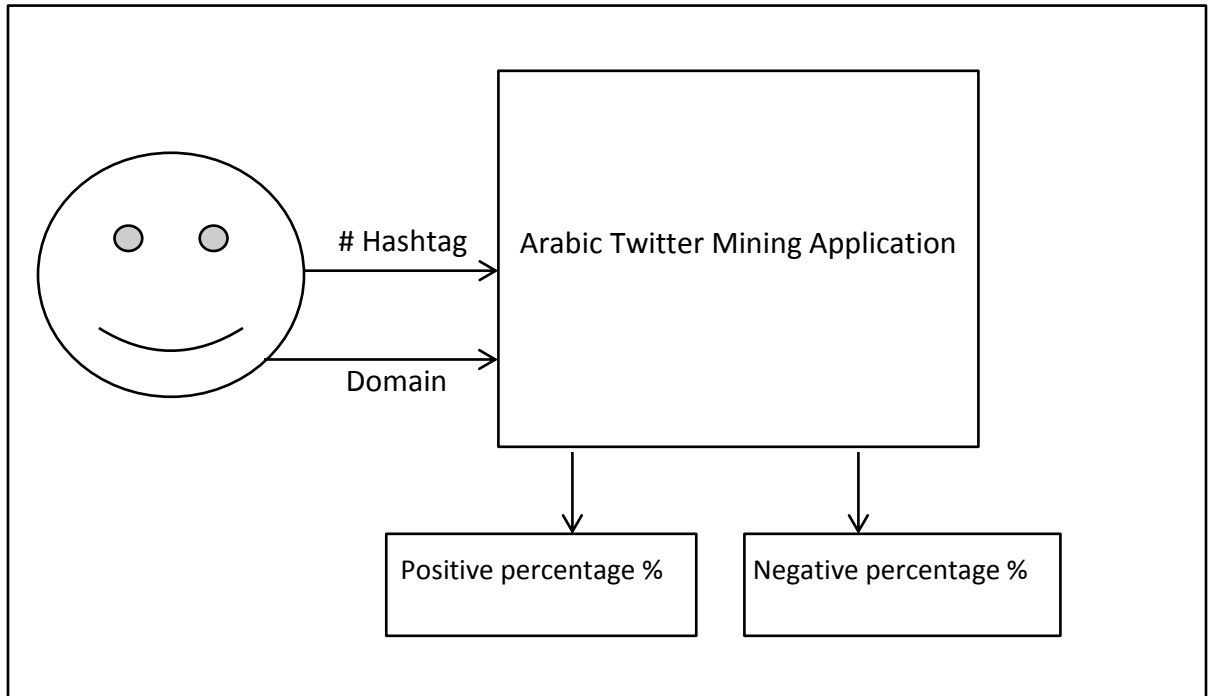 # Hashtag
Arabic Twitter Mining Application
Domain
Positive percentage %
Negative percentage %